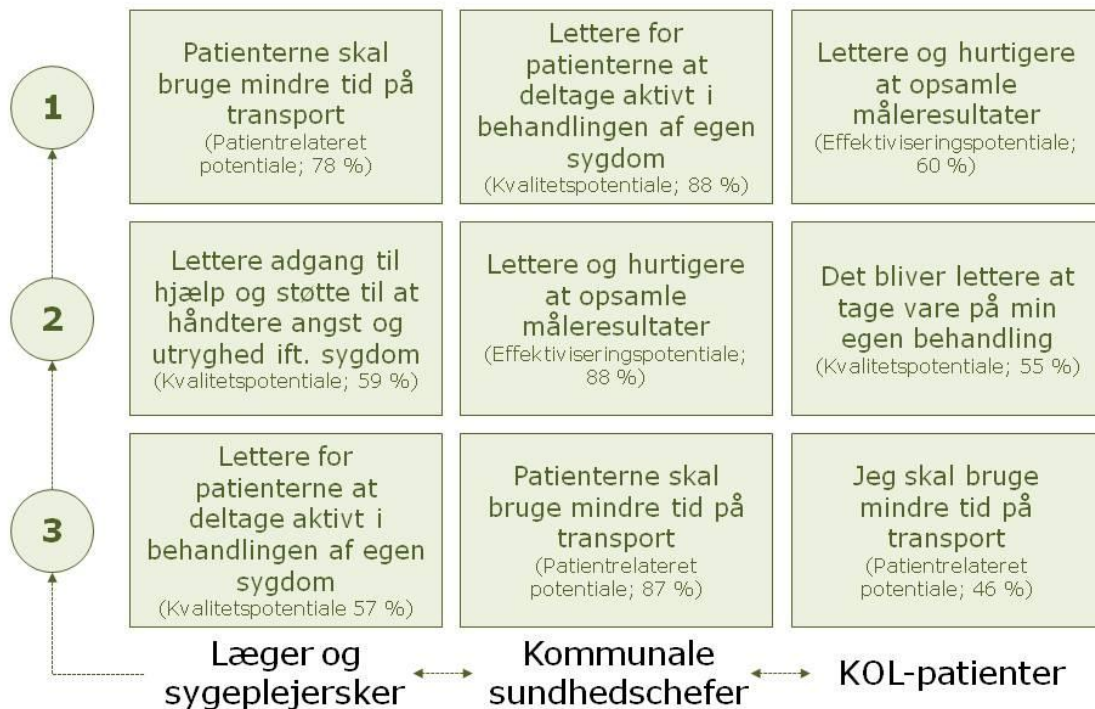 1
Patienterne skal
bruge mindre tid på
transport
(Patientrelateret
potentiale; 78 %)
Lettere for
patienterne at
deltage aktivt i
behandlingen af egen
sygdom
(Kvalitetspotentiale; 88 %)
Lettere og hurtigere
at opsamle
måleresultater
(Effektiviseringspotentiale;
60 %)
2
Lettere adgang til
hjælp og støtte til at
håndtere angst og
utryghed ift. sygdom
(Kvalitetspotentiale; 59 %)
Lettere og hurtigere
at opsamle
måleresultater
(Effektiviseringspotentiale;
88 %)
Det bliver lettere at
tage vare på min
egen behandling
(Kvalitetspotentiale; 55 %)
3
Lettere for
patienterne at
deltage aktivt i
behandlingen af egen
sygdom
(Kvalitetspotentiale 57 %)
Patienterne skal
bruge mindre tid på
transport
(Patientrelateret
potentiale; 87 %)
Jeg skal bruge
mindre tid på
transport
(Patientrelateret
potentiale; 46 %)
Læger og
sygeplejersker
Kommunale
sundhedschefer
KOL-patienter